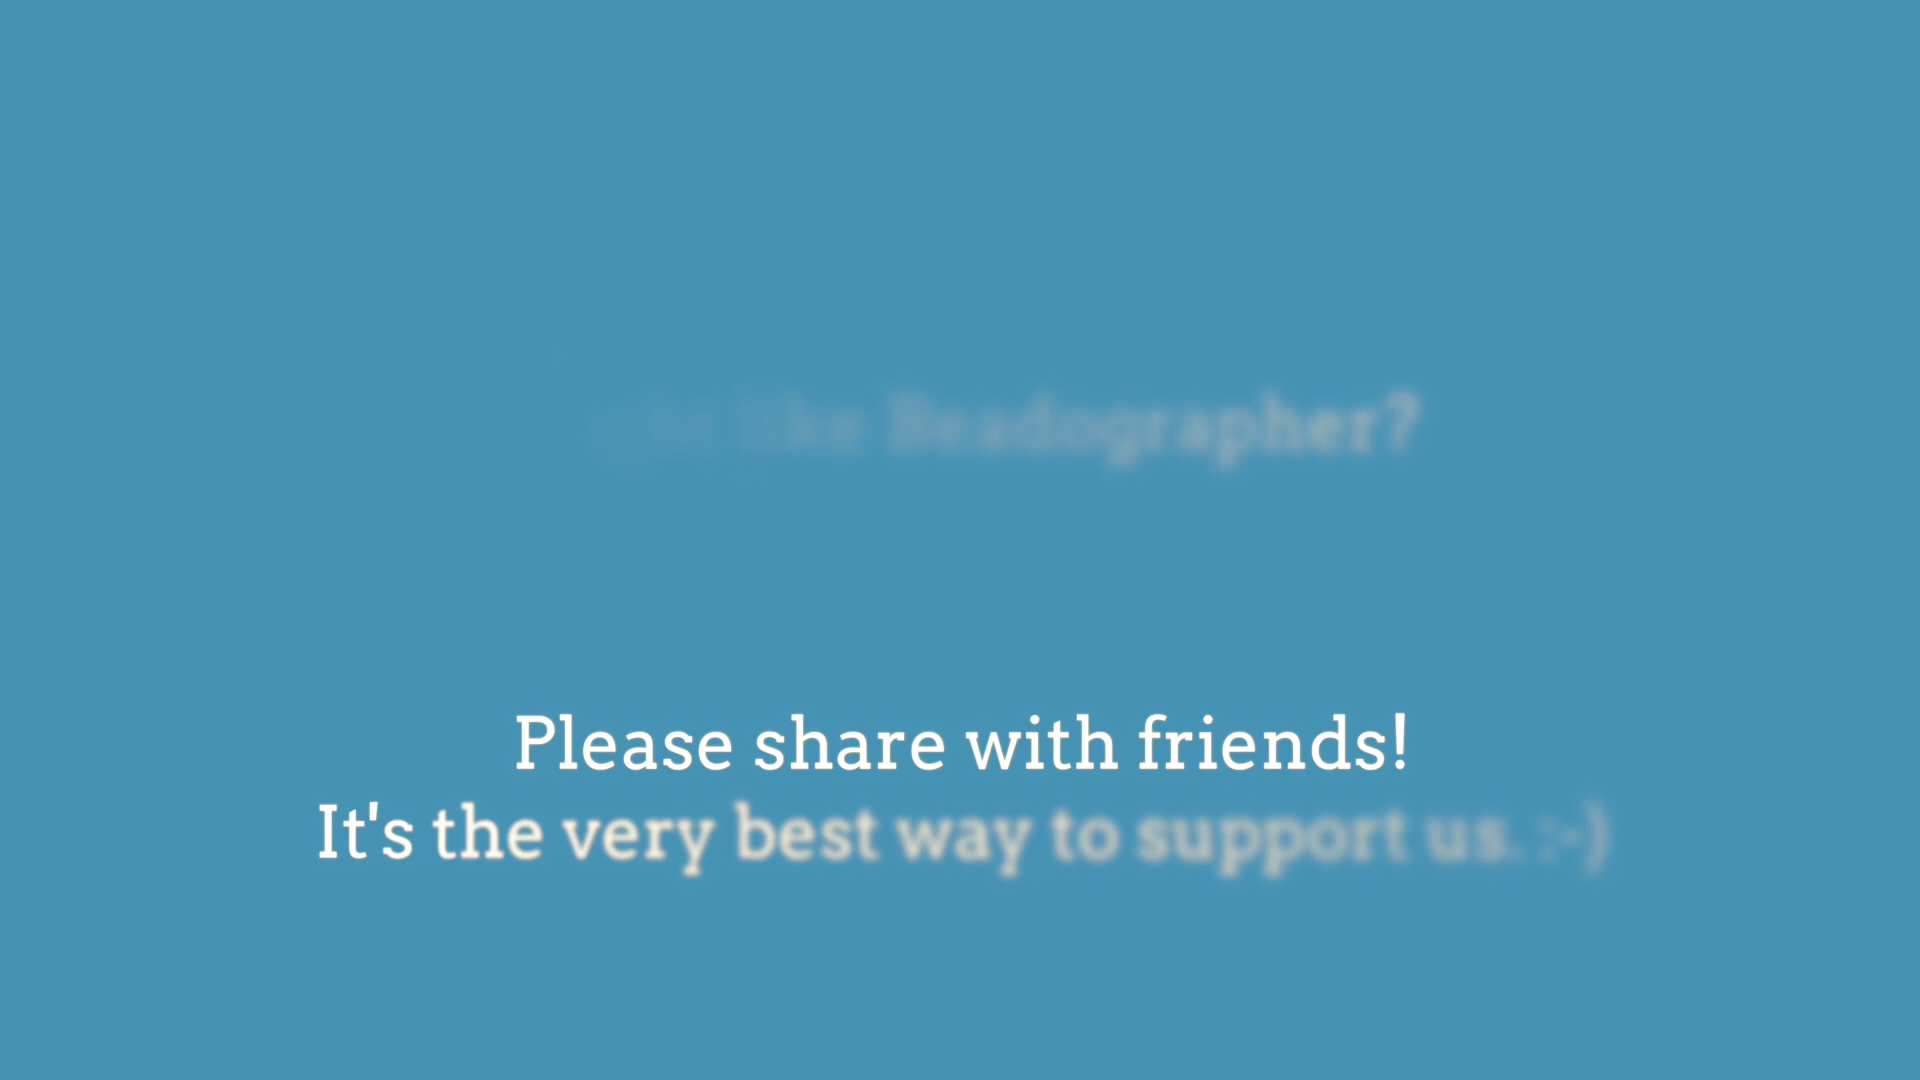 like Beadographer?
Please share with friends!
It's the very best way to support us. :-)